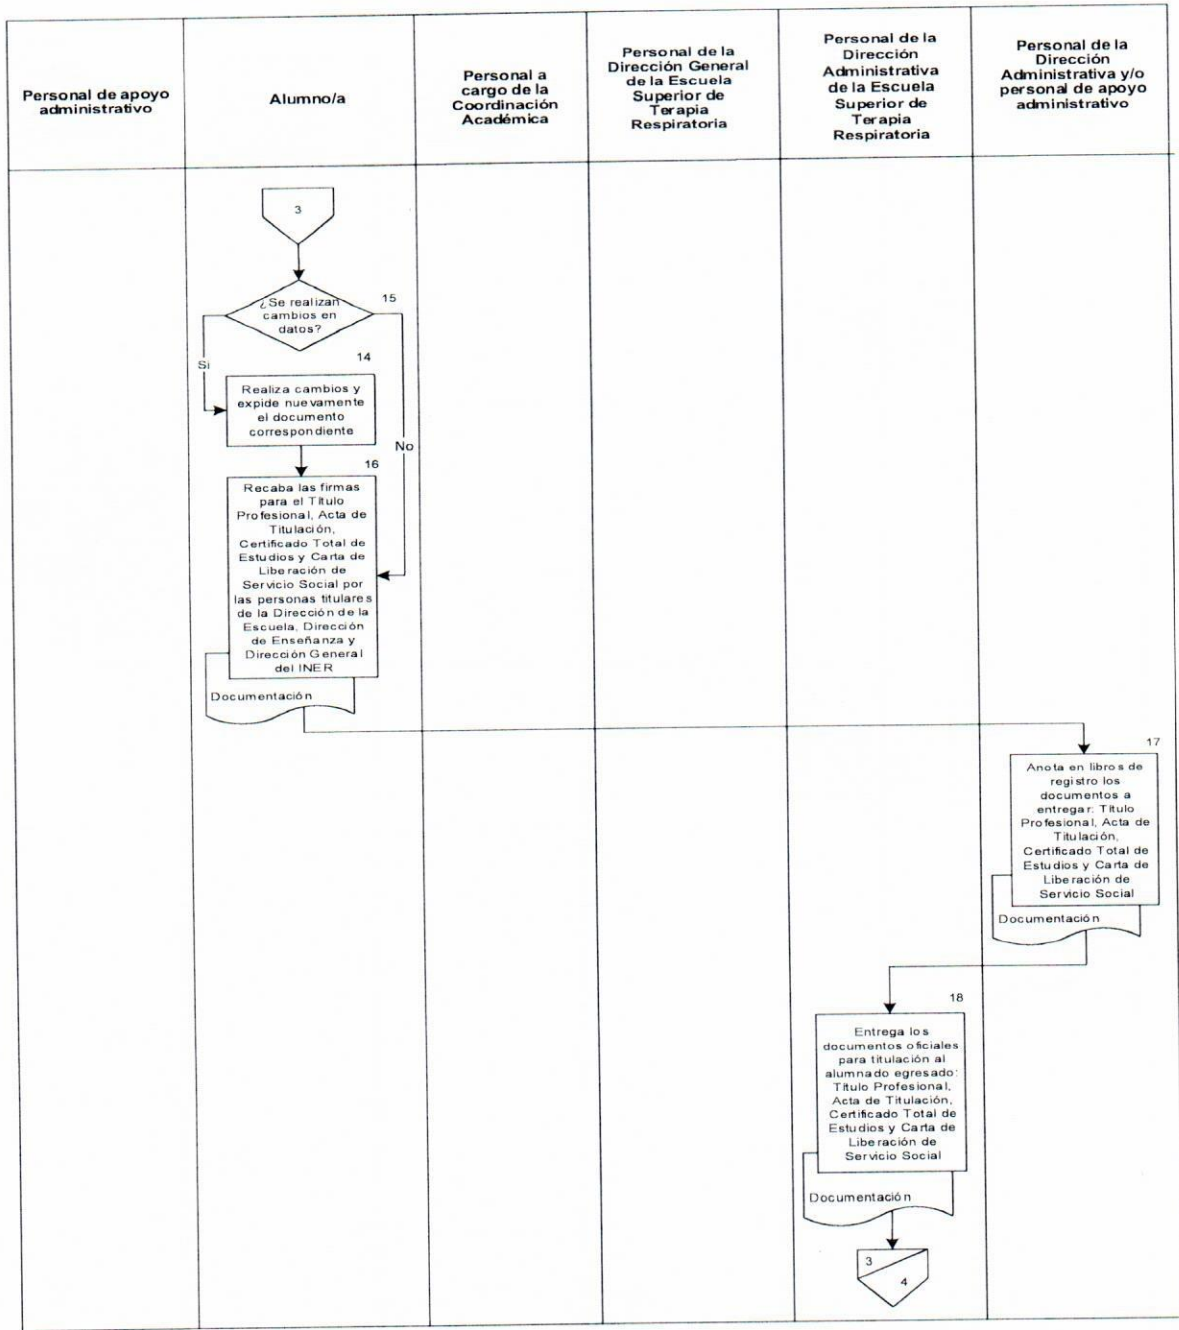 Personal de apoyo
administrativo
Alumno/a
Personal a
cargo de la
Coordinación
Académica
Personal de la
Dirección General
de la Escuela
Superior de
Terapia
Respiratoria
Personal de la
Dirección
Administrativa
de la Escuela
Superior de
Terapia
Respiratoria
Personal de la
Dirección
Administrativa y/o
personal de apoyo
administrativo
3
¿Se realizan
cambios en
datos?
15
Si
14
Realiza cambios y
expide nuevamente
el documento
correspondiente
No
16
Recaba las firmas
para el Título
Profesional, Acta de
Titulación,
Certificado Total de
Estudios y Carta de
Liberación de
Servicio Social por
las personas titulares
de la Dirección de la
Escuela, Dirección
de Enseñanza y
Dirección General
del INER
Documentación
17
Anota en libros de
registro los
documentos a
entregar: Título
Profesional, Acta de
Titulación,
Certificado Total de
Estudios y Carta de
Liberación de
Servicio Social
Documentación
18
Entrega los
documentos oficiales
para titulación al
alumnado egresado:
Título Profesional,
Acta de Titulación,
Certificado Total de
Estudios y Carta de
Liberación de
Servicio Social
Documentación
3
4